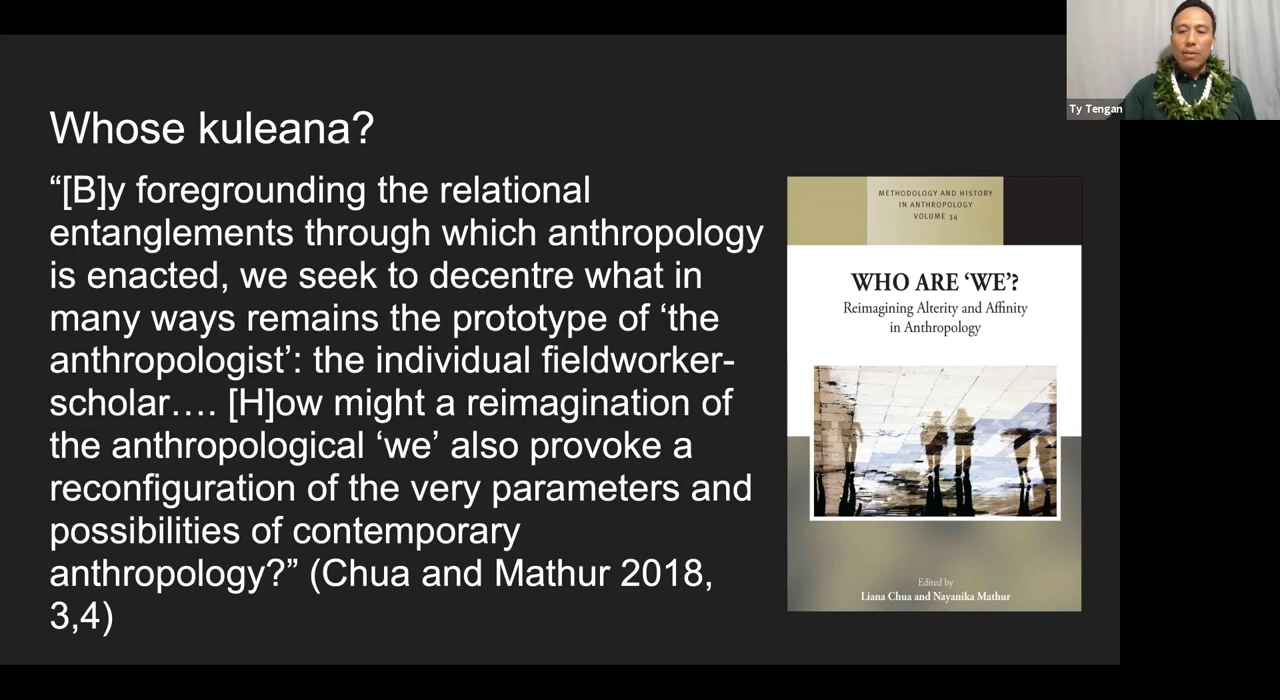 Whose kuleana?
“[B]y foregrounding the relational
entanglements through which anthropology
is enacted, we seek to decentre what in
many ways remains the prototype of ‘the
anthropologist’: the individual fieldworker-
scholar…. [H]ow might a reimagination of
the anthropological ‘we’ also provoke a
reconfiguration of the very parameters and
possibilities of contemporary
anthropology?” (Chua and Mathur 2018,
3,4)
METHODOLOGY AND HISTORY
IN ANTHROPOLOGY
VOLUME 34
WHO ARE ‘WE’?
Reimagining Alterity and Affinity
in Anthropology
Edited by
Liana Chua and Nayanika Mathur
Ty Tengan